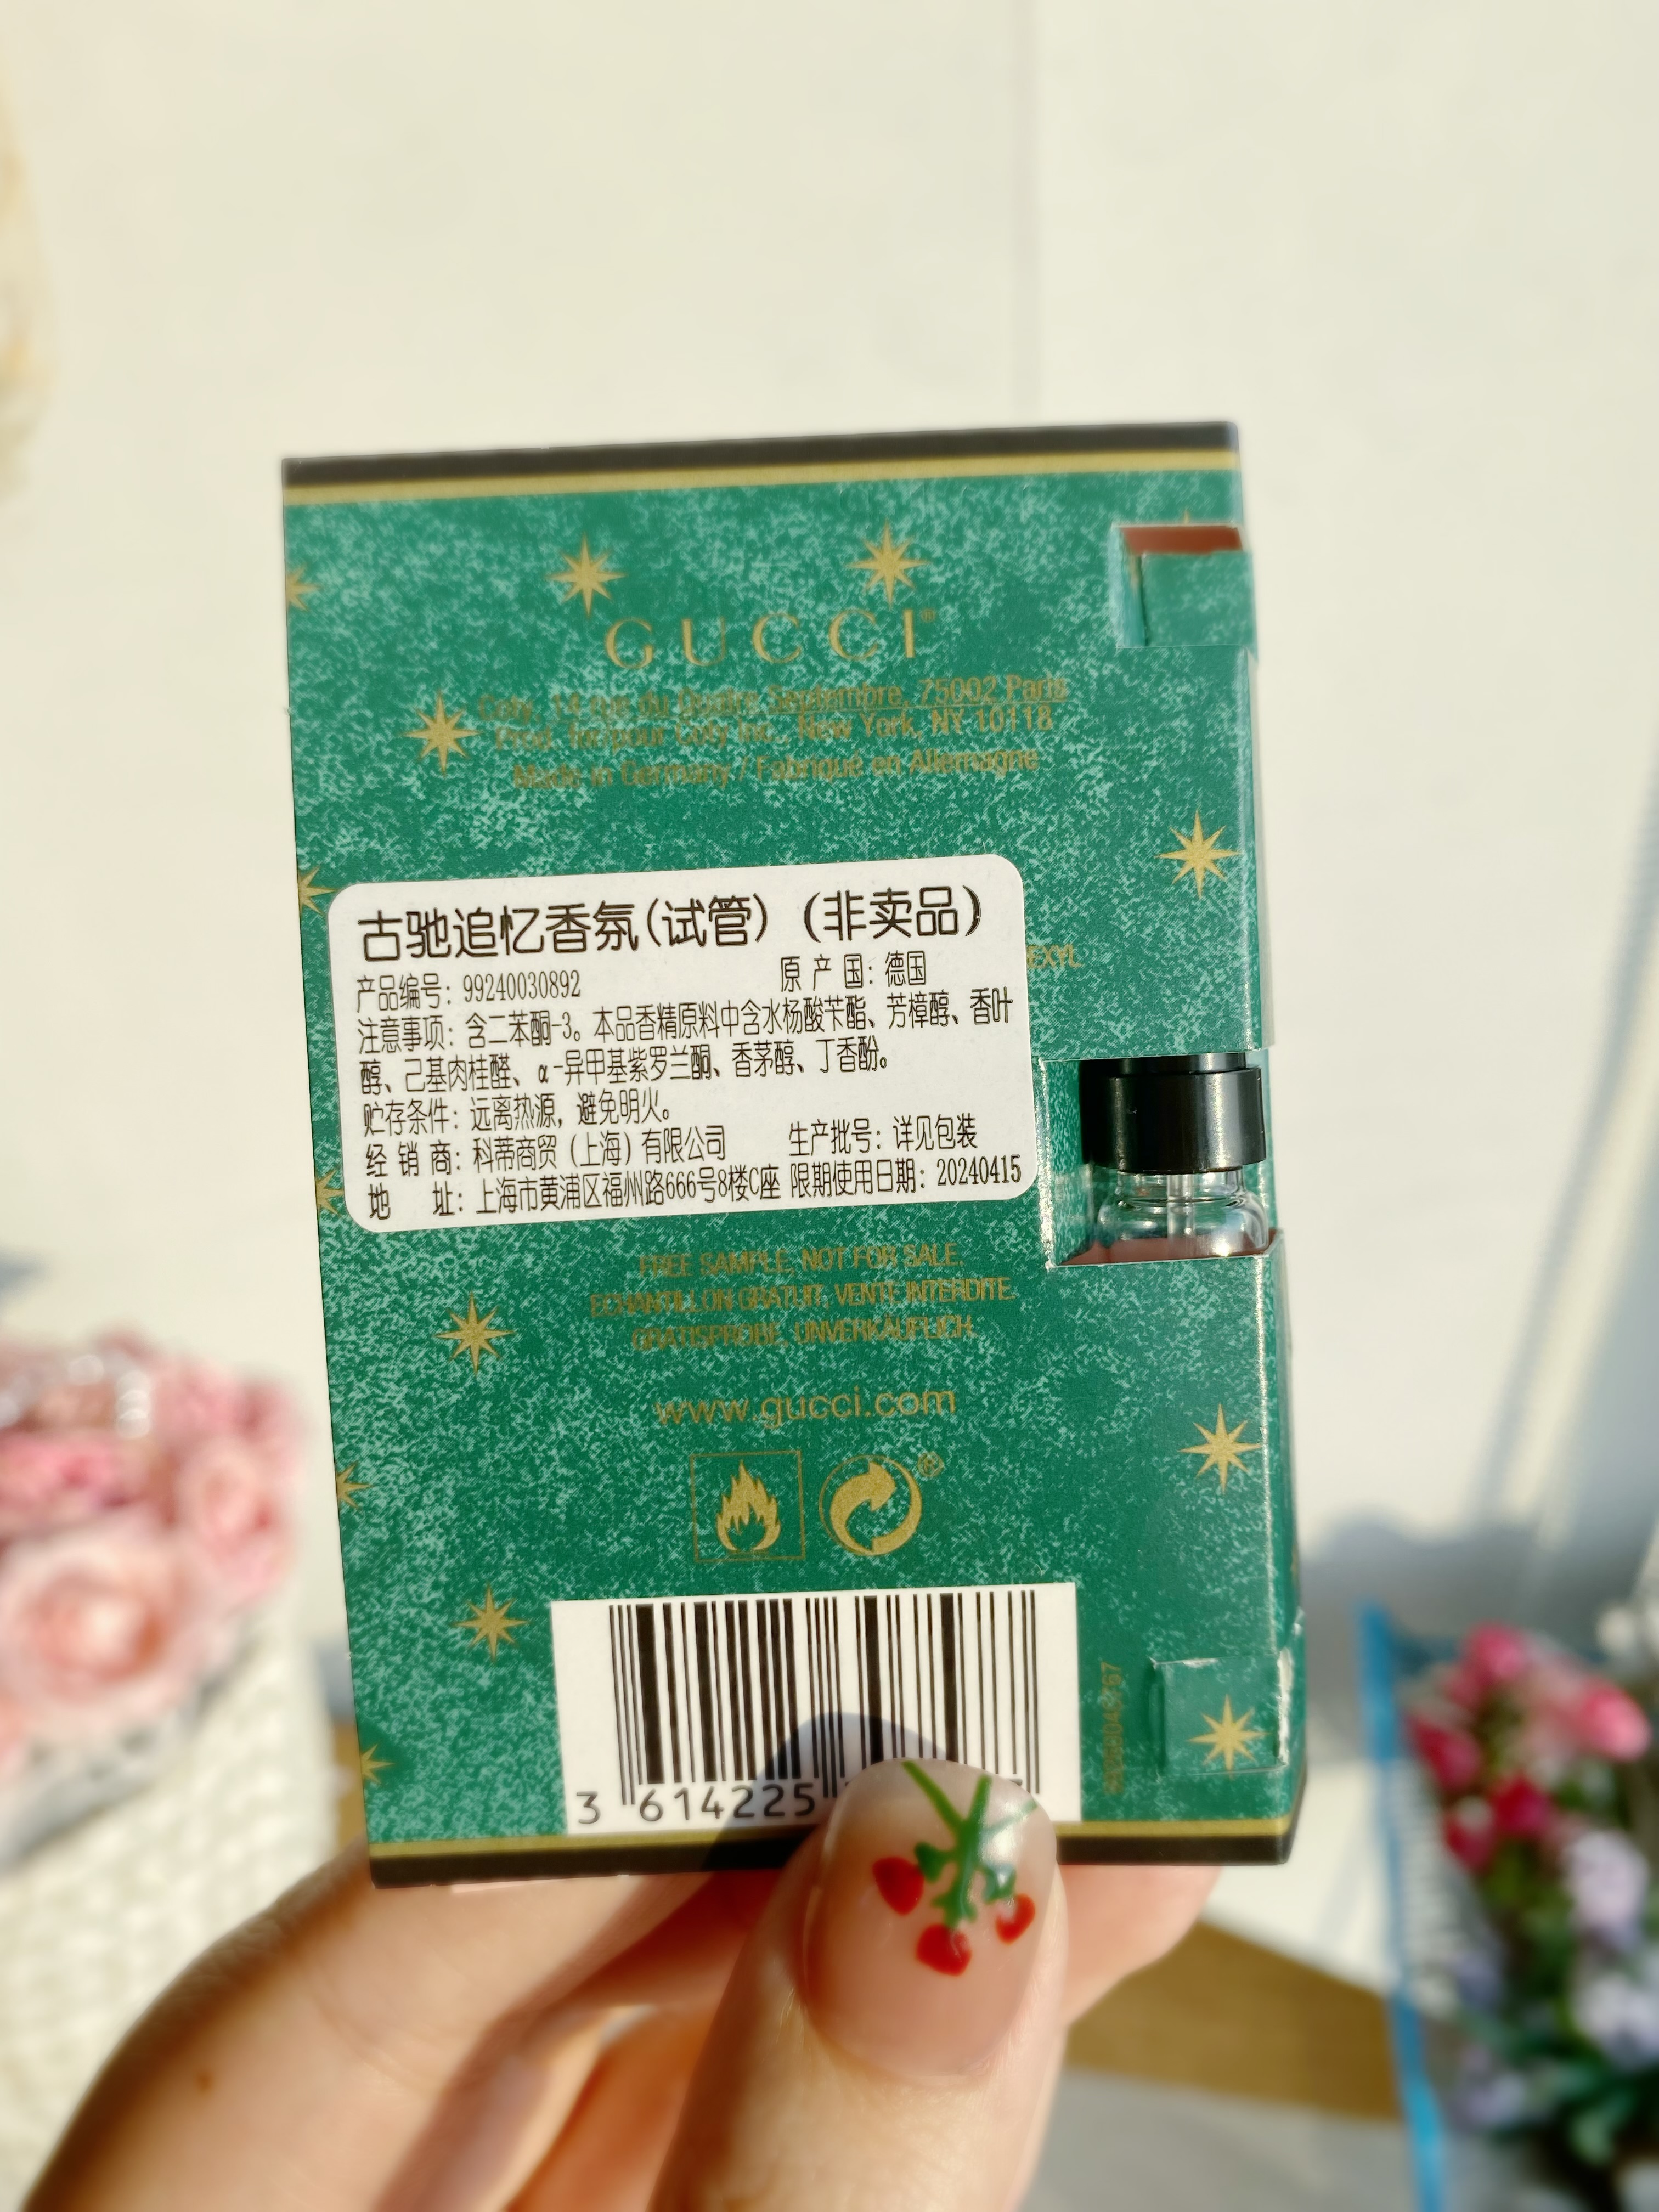 GUCCI®
Coty, 14 rue du Quatre Septembre, 75002 Paris
Prod. for/pour Coty Inc., New York, NY 10118
Made in Germany / Fabriqué en Allemagne
古驰追忆香氛(试管) (非卖品)
产品编号: 99240030892 原产国: 德国
注意事项: 含二苯酮-3。本品香精原料中含水杨酸苄酯、芳樟醇、香叶
醇、己基肉桂醛、α-异甲基紫罗兰酮、香茅醇、丁香酚。
贮存条件: 远离热源, 避免明火。
经销商: 科蒂商贸 (上海) 有限公司 生产批号: 详见包装
地址: 上海市黄浦区福州路666号8楼C座 限期使用日期: 20240415
EXYL
FREE SAMPLE, NOT FOR SALE.
ECHANTILLON GRATUIT, VENTE INTERDITE.
GRATISPROBE, UNVERKÄUFLICH.
www.gucci.com
3 614225